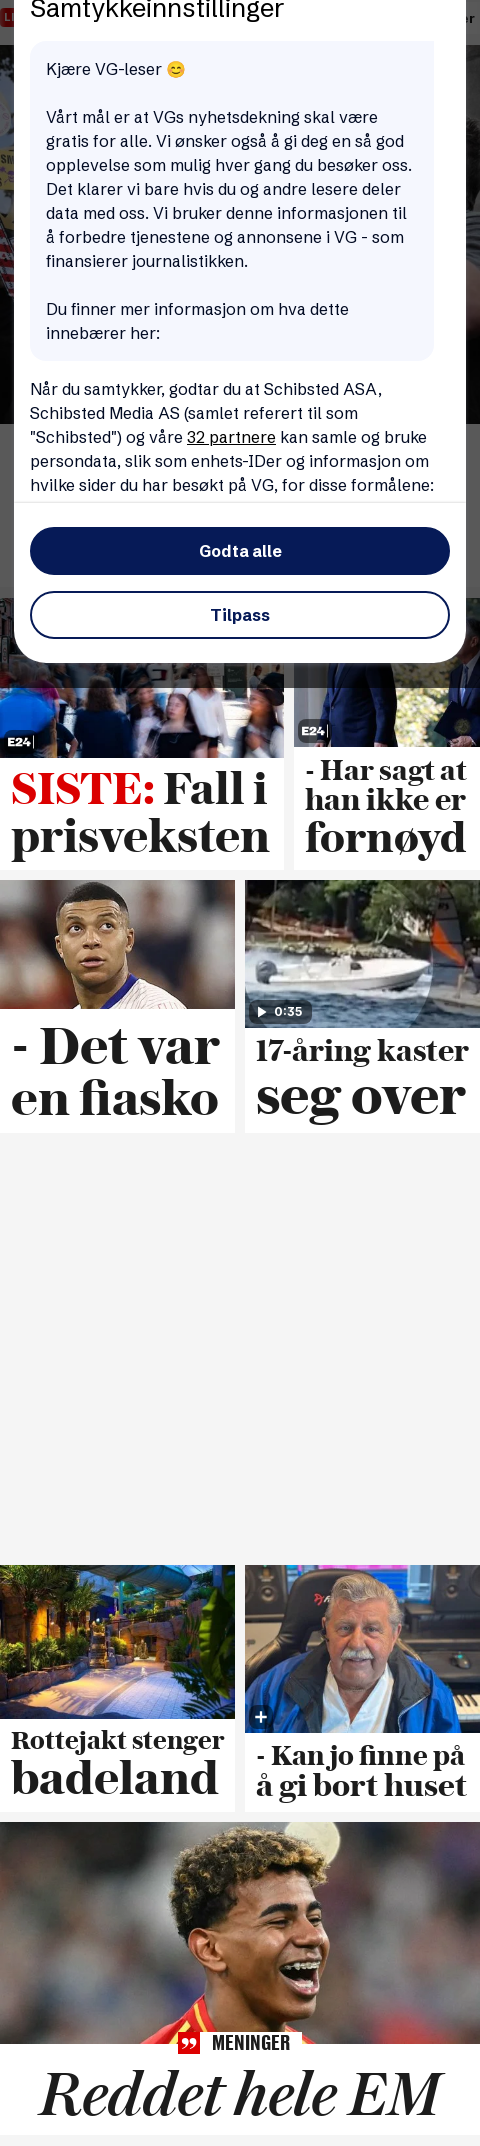 Samtykkeinnstillinger
Kjære VG-leser 😊
Vårt mål er at VGs nyhetsdekning skal være
gratis for alle. Vi ønsker også å gi deg en så god
opplevelse som mulig hver gang du besøker oss.
Det klarer vi bare hvis du og andre lesere deler
data med oss. Vi bruker denne informasjonen til
å forbedre tjenestene og annonsene i VG - som
finansierer journalistikken.
Du finner mer informasjon om hva dette
innebærer her:
Når du samtykker, godtar du at Schibsted ASA,
Schibsted Media AS (samlet referert til som
"Schibsted") og våre 32 partnere kan samle og bruke
persondata, slik som enhets-IDer og informasjon om
hvilke sider du har besøkt på VG, for disse formålene:
Godta alle
Tilpass
E24
SISTE: Fall i
prisveksten
E24
- Har sagt at
han ikke er
fornøyd
- Det var
en fiasko
0:35
17-åring kaster
seg over
Rottejakt stenger
badeland
- Kan jo finne på
å gi bort huset
MENINGER
Reddet hele EM